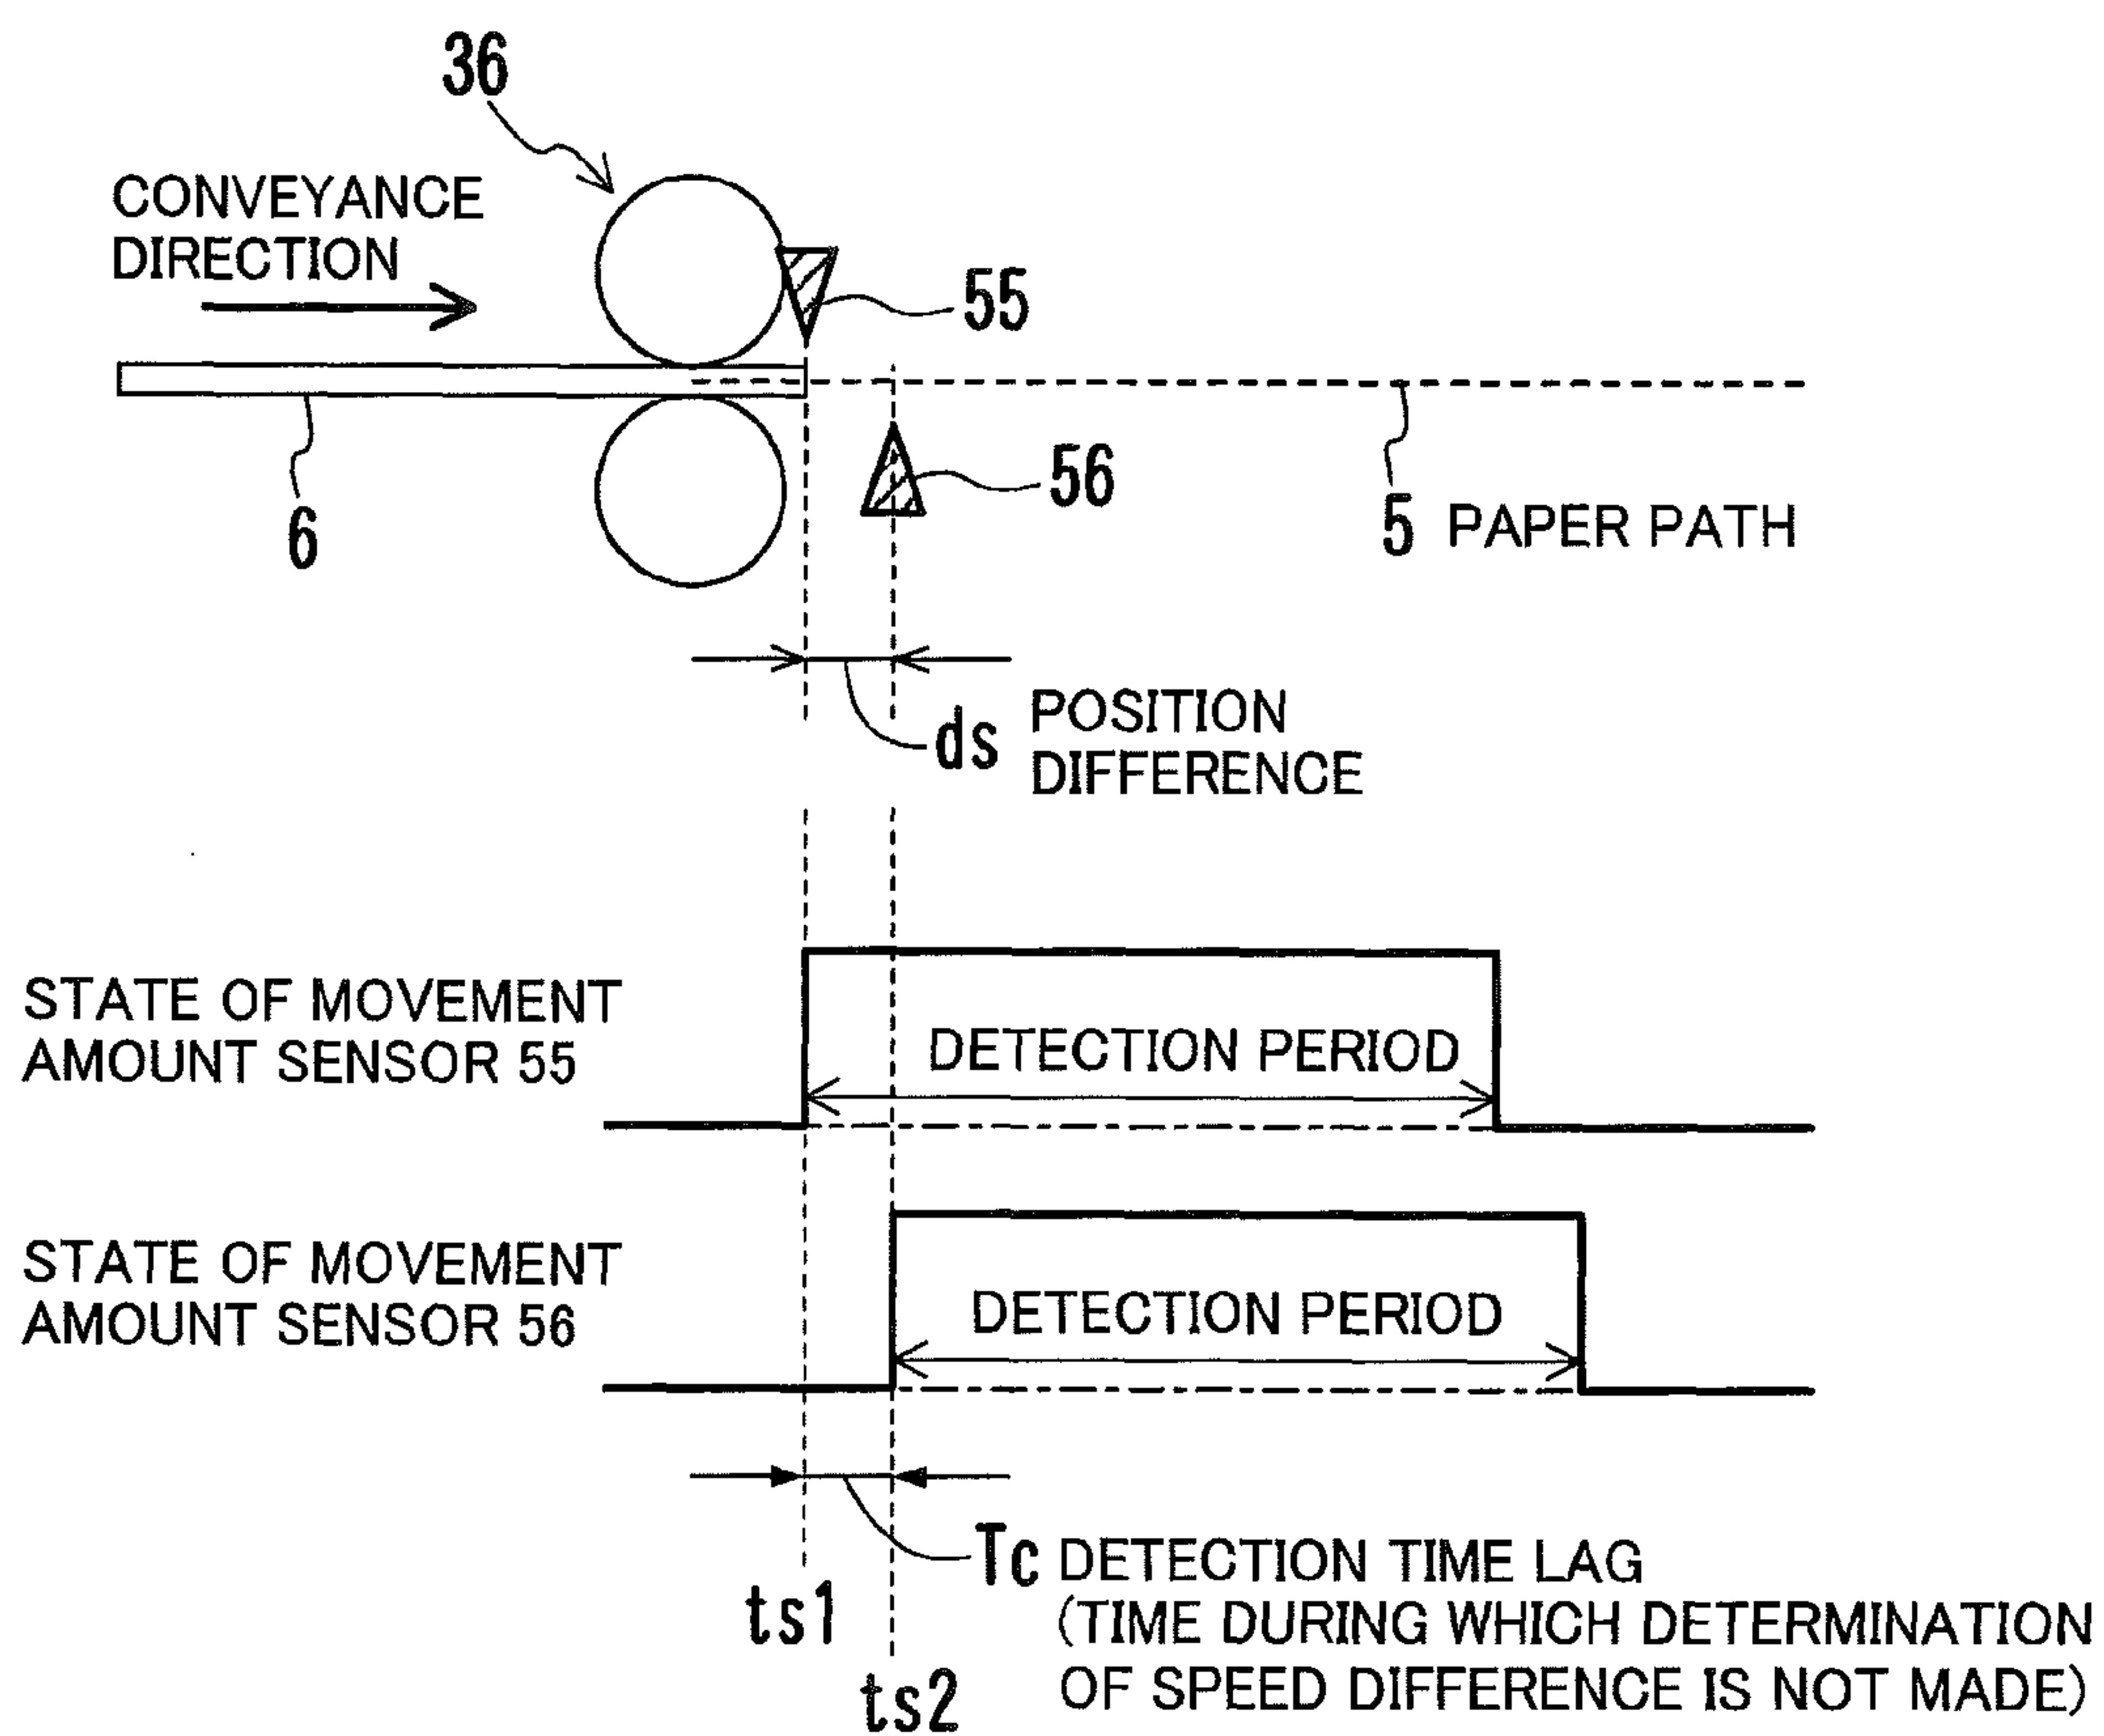 36
CONVEYANCE
DIRECTION
55
56
6
5 PAPER PATH
ds POSITION
DIFFERENCE
STATE OF MOVEMENT
AMOUNT SENSOR 55
DETECTION PERIOD
STATE OF MOVEMENT
AMOUNT SENSOR 56
DETECTION PERIOD
Tc DETECTION TIME LAG
(TIME DURING WHICH DETERMINATION
OF SPEED DIFFERENCE IS NOT MADE)
ts1
ts2